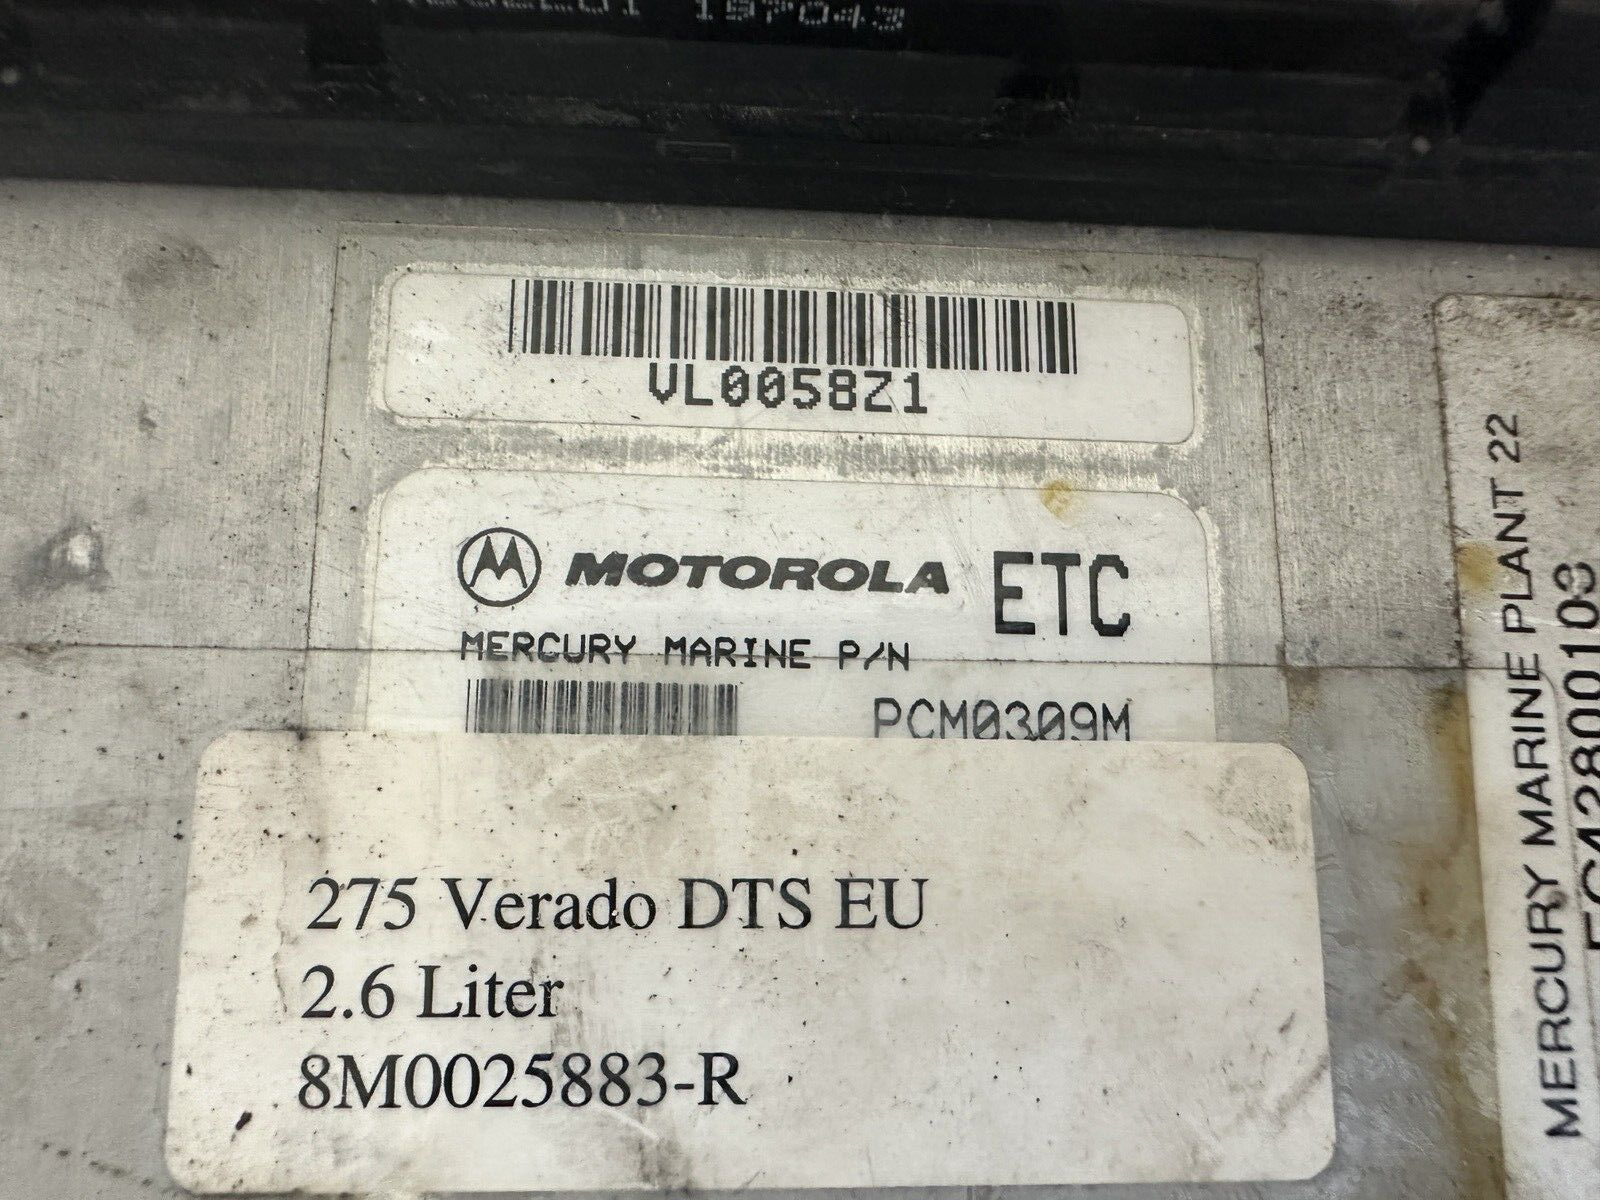 VL0058Z1
MOTOROLA ETC
MERCURY MARINE P/N
PCM0309M
275 Verado DTS EU
2.6 Liter
8M0025883-R
MERCURY MARINE PLANT 22